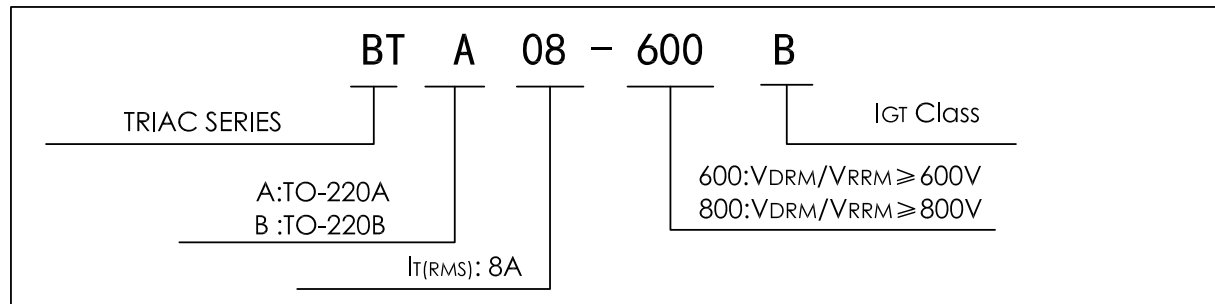 BT A 08 - 600 B
TRIAC SERIES
IGT Class
A:TO-220A
B :TO-220B
600:VDRM/VRRM⩾600V
800:VDRM/VRRM⩾800V
IT(RMS): 8A